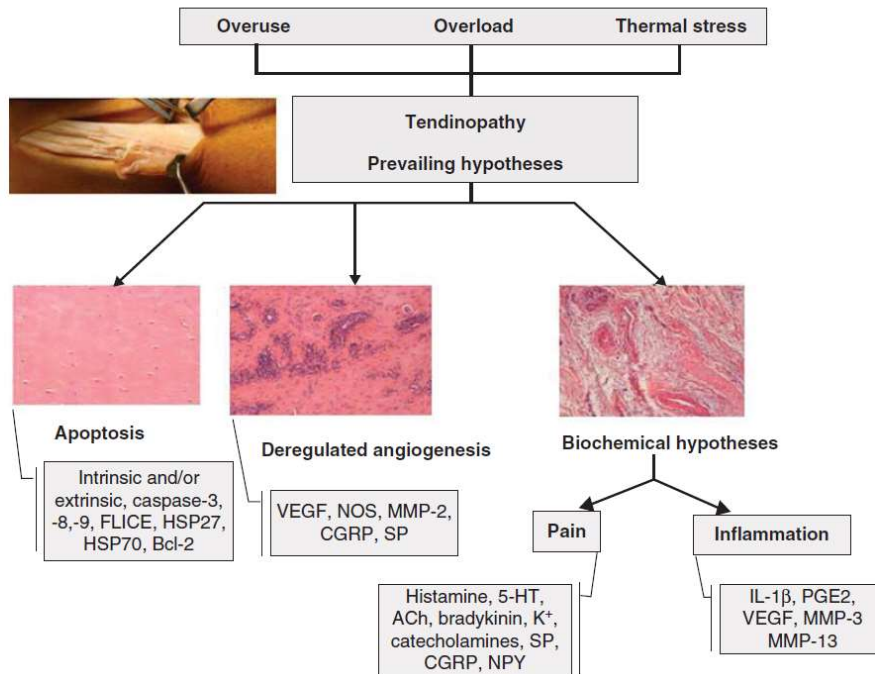 Overuse Overload Thermal stress
Tendinopathy
Prevailing hypotheses
Apoptosis
Intrinsic and/or
extrinsic, caspase-3,
-8,-9, FLICE, HSP27,
HSP70, Bcl-2
Deregulated angiogenesis
VEGF, NOS, MMP-2,
CGRP, SP
Biochemical hypotheses
Pain
Histamine, 5-HT,
ACh, bradykinin, K⁺,
catecholamines, SP,
CGRP, NPY
Inflammation
IL-1β, PGE2,
VEGF, MMP-3
MMP-13